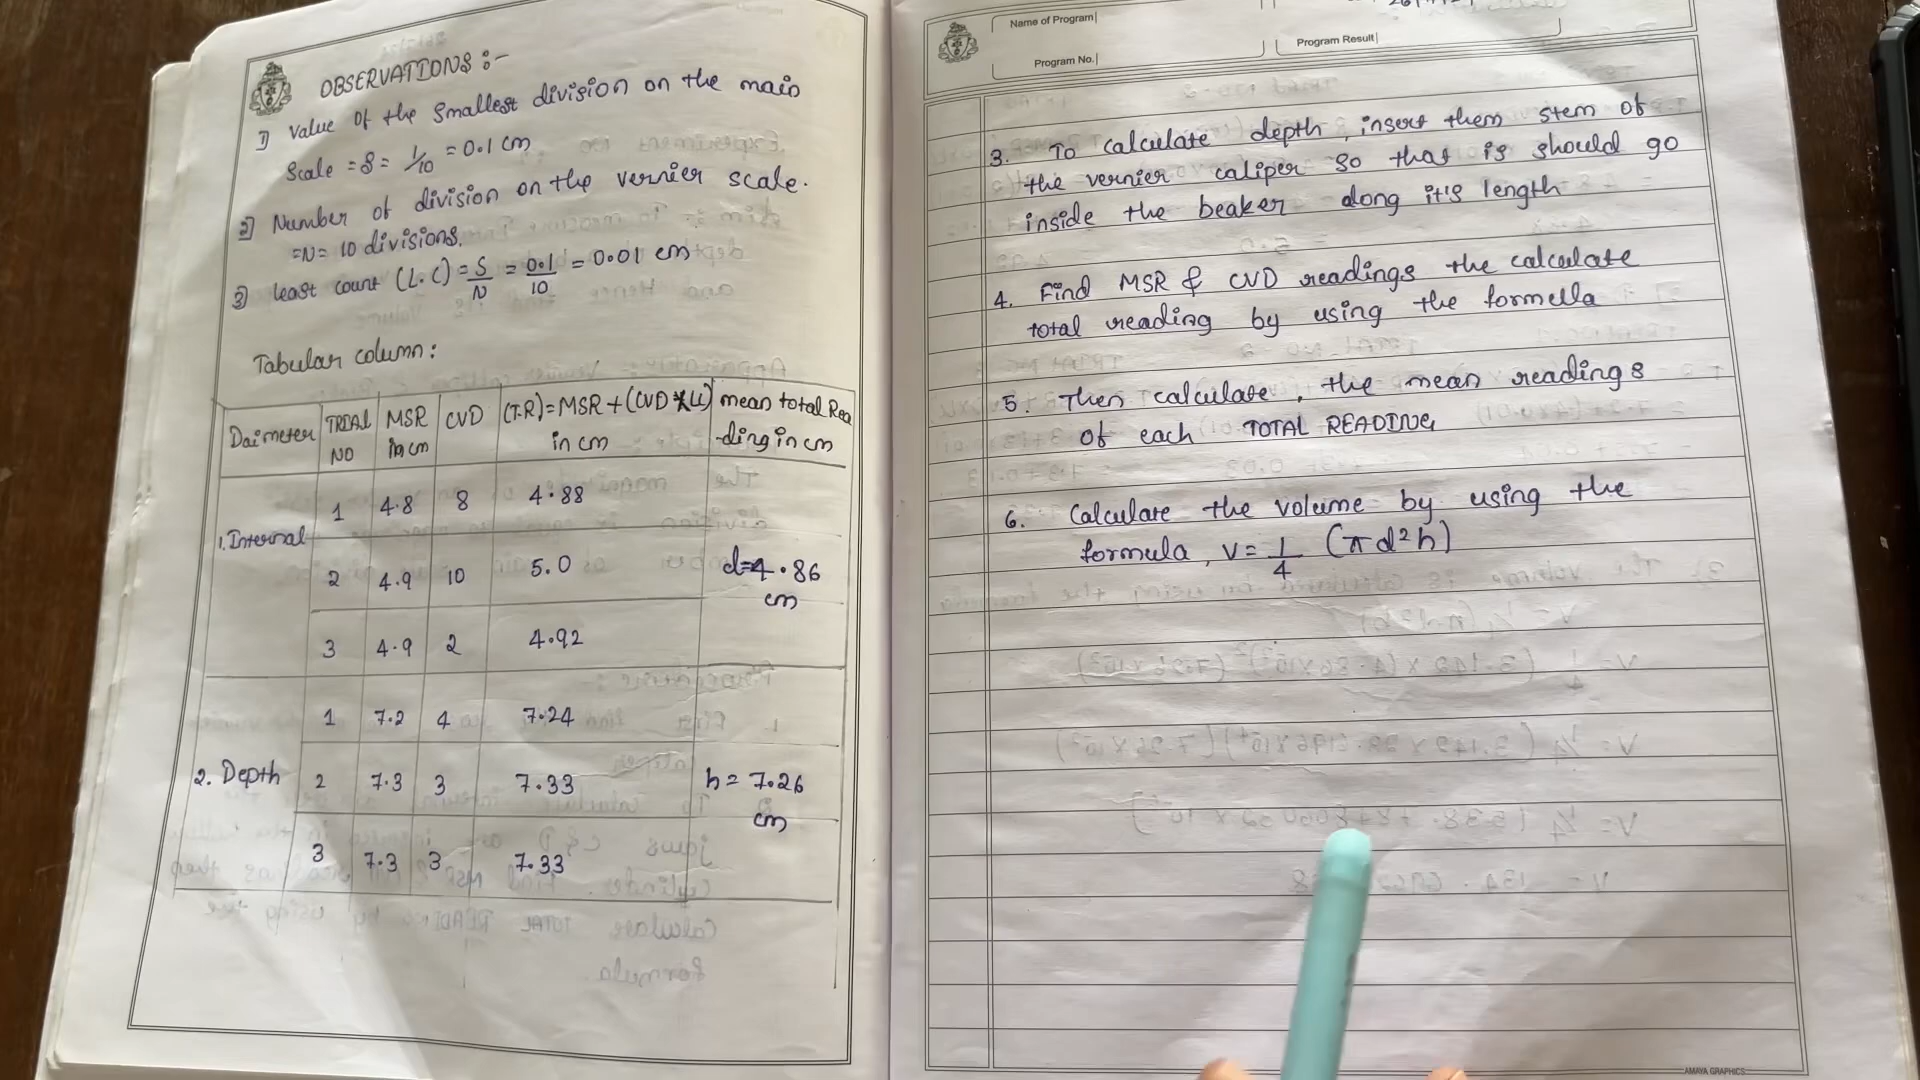 OBSERVATIONS :-
1) Value of the smallest division on the main
Scale = S = 1/10 = 0.1 cm
2) Number of division on the vernier scale.
=N= 10 divisions.
3) least count (L.C) = S/N = 0.1/10 = 0.01 cm
Tabular column:
Daimeter TRIAL NO MSR in cm CVD (T.R)=MSR+(CVD X LC) in cm mean total Rea-ding in cm
1. Internal
1 4.8 8 4.88
2 4.9 10 5.0 d=4.86 cm
3 4.9 2 4.92
2. Depth
1 7.2 4 7.24
2 7.3 3 7.33 h = 7.26 cm
3 7.3 3 7.33
Name of Program
Program No.
Program Result
3. To calculate depth, insert them stem of
the vernier caliper so that is should go
inside the beaker along it's length
4. Find MSR & CVD readings the calculate
total reading by using the formella
5. Then calculate, the mean readings
of each TOTAL READING
6. Calculate the volume by using the
formula, v = 1/4 (πd²h)
AMAYA GRAPHICS